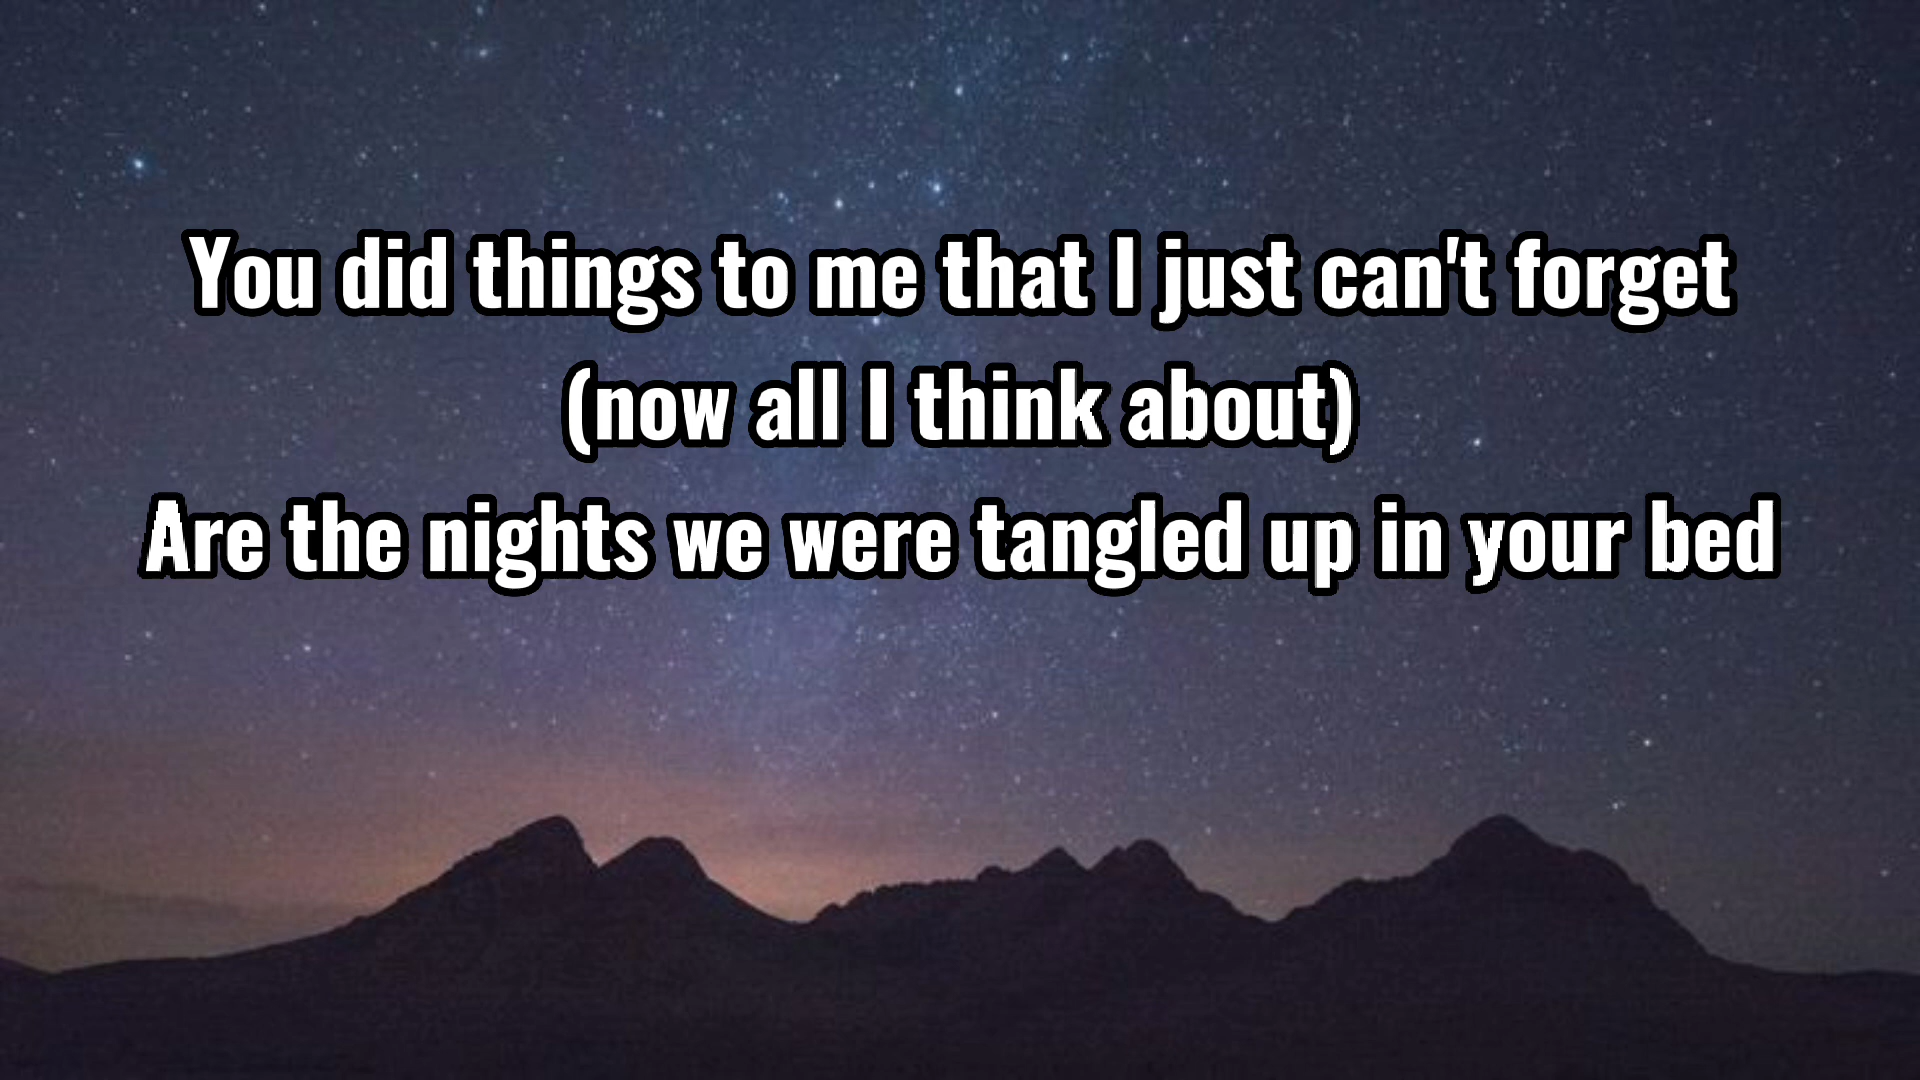 You did things to me that I just can't forget
(now all I think about)
Are the nights we were tangled up in your bed